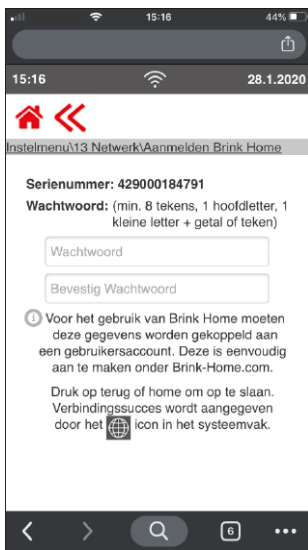 15:16
44%
15:16
28.1.2020
Instelmenu\13 Netwerk\Aanmelden Brink Home
Serienummer: 429000184791
Wachtwoord: (min. 8 tekens, 1 hoofdletter, 1
kleine letter + getal of teken)
Wachtwoord
Bevestig Wachtwoord
Voor het gebruik van Brink Home moeten
deze gegevens worden gekoppeld aan
een gebruikersaccount. Deze is eenvoudig
aan te maken onder Brink-Home.com.
Druk op terug of home om op te slaan.
Verbindingssucces wordt aangegeven
door het icon in het systeemvak.
6